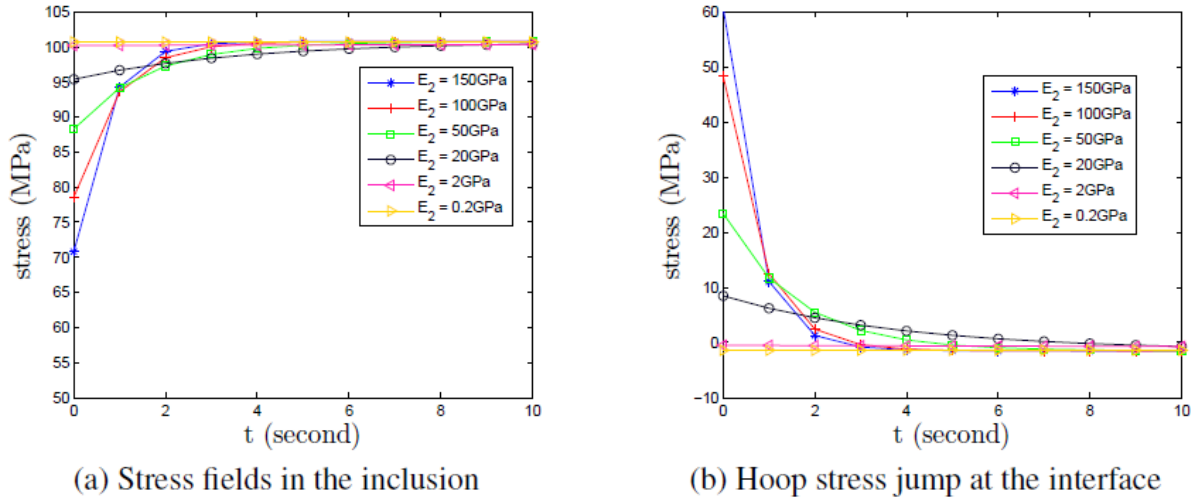 105
100
95
90
85
80
75
70
65
60
55
50
stress (MPa)
0 2 4 6 8 10
t (second)
E2 = 150GPa
E2 = 100GPa
E2 = 50GPa
E2 = 20GPa
E2 = 2GPa
E2 = 0.2GPa
(a) Stress fields in the inclusion
60
50
40
30
20
10
0
−10
stress (MPa)
0 2 4 6 8 10
t (second)
E2 = 150GPa
E2 = 100GPa
E2 = 50GPa
E2 = 20GPa
E2 = 2GPa
E2 = 0.2GPa
(b) Hoop stress jump at the interface